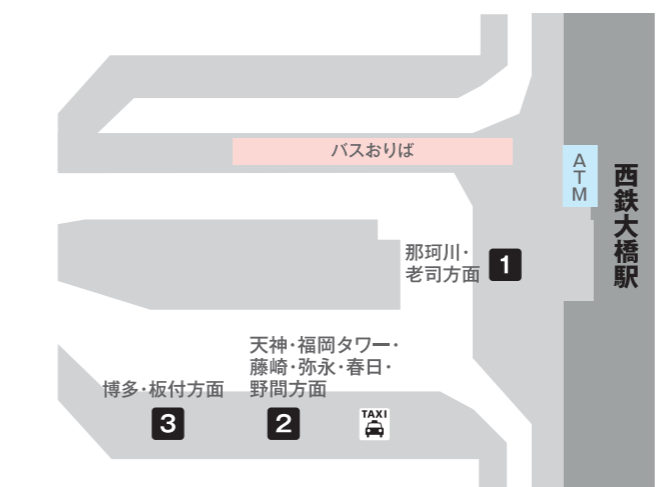 バスおりば
ATM
西鉄大橋駅
那珂川・
老司方面
1
天神・福岡タワー・
藤崎・弥永・春日・
野間方面
博多・板付方面
3
2
TAXI